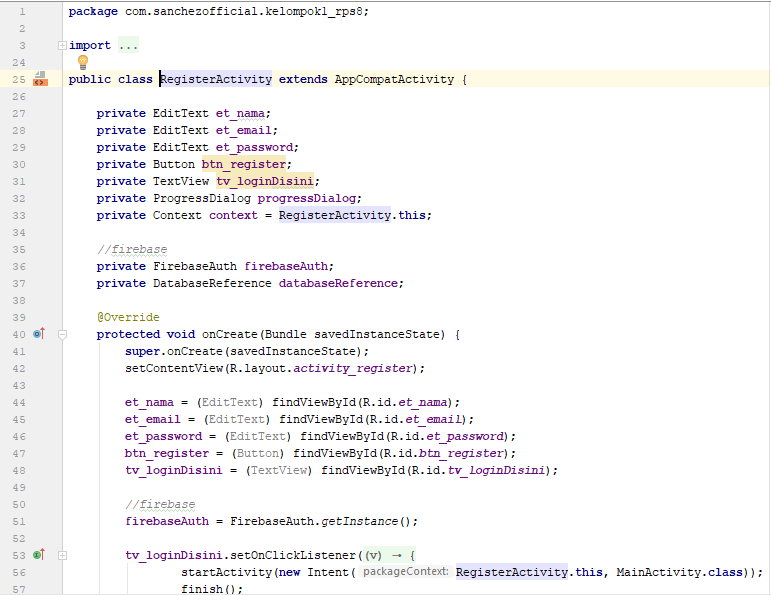 1 package com.sanchezofficial.kelompok1_rps8;
2
3 import ...
24
25 public class RegisterActivity extends AppCompatActivity {
26
27 private EditText et_nama;
28 private EditText et_email;
29 private EditText et_password;
30 private Button btn_register;
31 private TextView tv_loginDisini;
32 private ProgressDialog progressDialog;
33 private Context context = RegisterActivity.this;
34
35 //firebase
36 private FirebaseAuth firebaseAuth;
37 private DatabaseReference databaseReference;
38
39 @Override
40 protected void onCreate(Bundle savedInstanceState) {
41 super.onCreate(savedInstanceState);
42 setContentView(R.layout.activity_register);
43
44 et_nama = (EditText) findViewById(R.id.et_nama);
45 et_email = (EditText) findViewById(R.id.et_email);
46 et_password = (EditText) findViewById(R.id.et_password);
47 btn_register = (Button) findViewById(R.id.btn_register);
48 tv_loginDisini = (TextView) findViewById(R.id.tv_loginDisini);
49
50 //firebase
51 firebaseAuth = FirebaseAuth.getInstance();
52
53 tv_loginDisini.setOnClickListener((v) → {
56 startActivity(new Intent( packageContext: RegisterActivity.this, MainActivity.class));
57 finish();